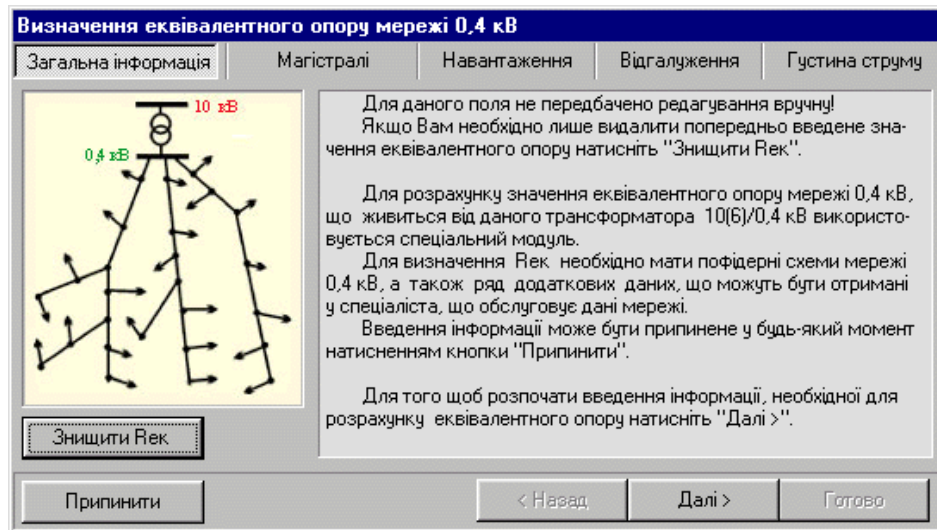 Визначення еквівалентного опору мережі 0,4 кВ
Загальна інформація Магістралі Навантаження Відгалуження Густина струму
10 кВ
0,4 кВ
Для даного поля не передбачено редагування вручну!
Якщо Вам необхідно лише видалити попередньо введене зна-
чення еквівалентного опору натисніть "Знищити Rек".
Для розрахунку значення еквівалентного опору мережі 0,4 кВ,
що живиться від даного трансформатора 10(6)/0,4 кВ використо-
вується спеціальний модуль.
Для визначення Rек необхідно мати пофідерні схеми мережі
0,4 кВ, а також ряд додаткових даних, що можуть бути отримані
у спеціаліста, що обслуговує дані мережі.
Введення інформації може бути припинене у будь-який момент
натисненням кнопки "Припинити".
Для того щоб розпочати введення інформації, необхідної для
розрахунку еквівалентного опору натисніть "Далі >".
Знищити Rек
Припинити < Назад Далі > Готово